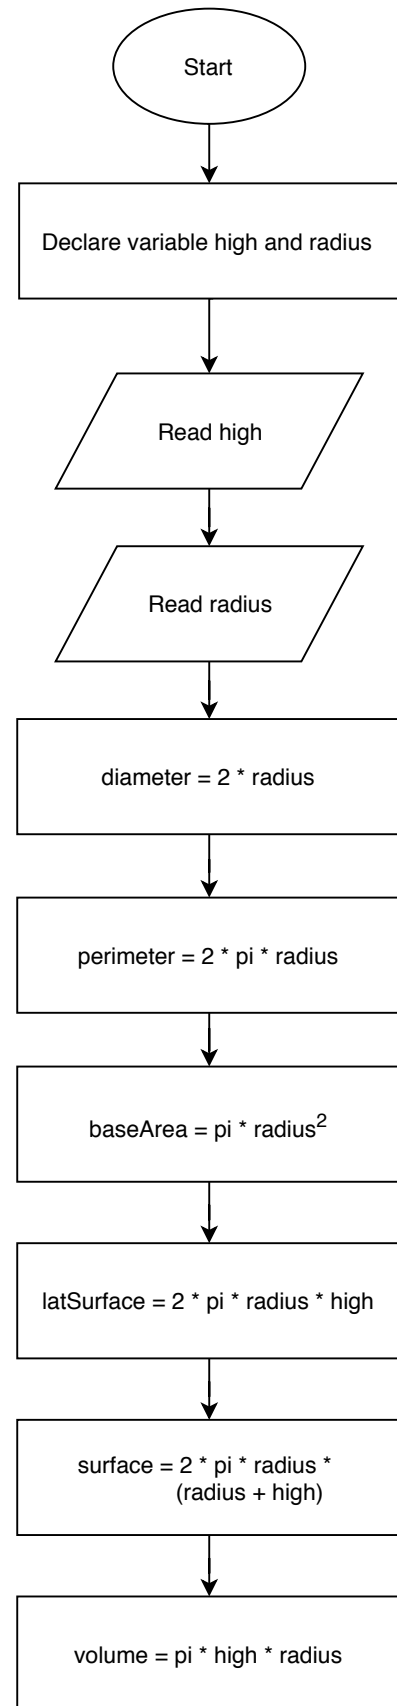 Start
Declare variable high and radius
Read high
Read radius
diameter = 2 * radius
perimeter = 2 * pi * radius
baseArea = pi * radius²
latSurface = 2 * pi * radius * high
surface = 2 * pi * radius *
(radius + high)
volume = pi * high * radius